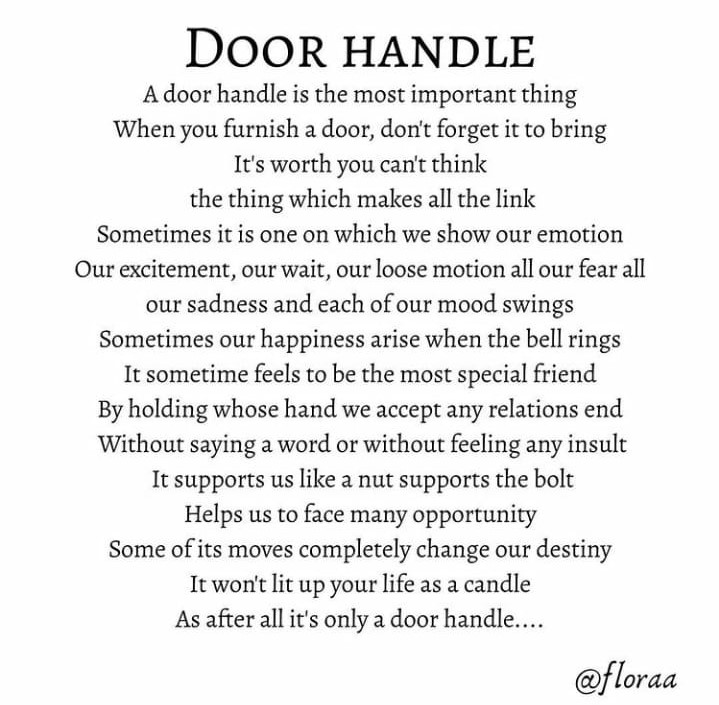 DOOR HANDLE
A door handle is the most important thing
When you furnish a door, don't forget it to bring
It's worth you can't think
the thing which makes all the link
Sometimes it is one on which we show our emotion
Our excitement, our wait, our loose motion all our fear all
our sadness and each of our mood swings
Sometimes our happiness arise when the bell rings
It sometime feels to be the most special friend
By holding whose hand we accept any relations end
Without saying a word or without feeling any insult
It supports us like a nut supports the bolt
Helps us to face many opportunity
Some of its moves completely change our destiny
It won't lit up your life as a candle
As after all it's only a door handle....
@floraa